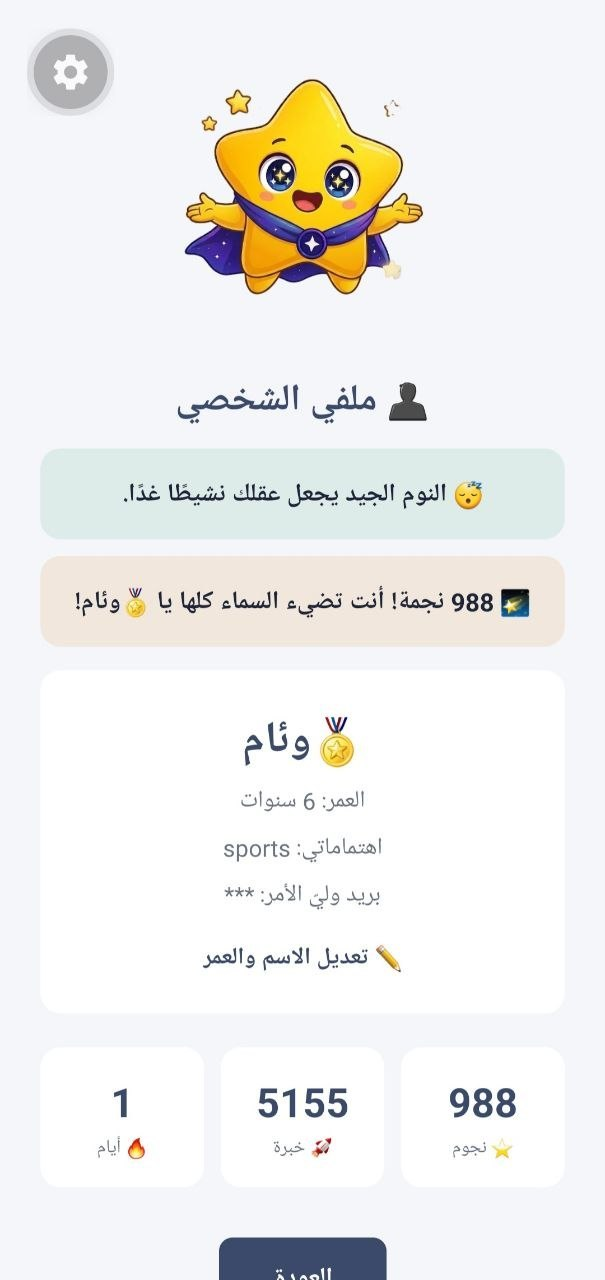 👤 ملفي الشخصي
😴 النوم الجيد يجعل عقلك نشيطًا غدًا.
🌠 988 نجمة! أنت تضيء السماء كلها يا 🏅وئام!
🏅وئام
العمر: 6 سنوات
اهتماماتي: sports
بريد وليّ الأمر: ***
✏️ تعديل الاسم والعمر
988
⭐ نجوم
5155
🚀 خبرة
1
🔥 أيام
العودة